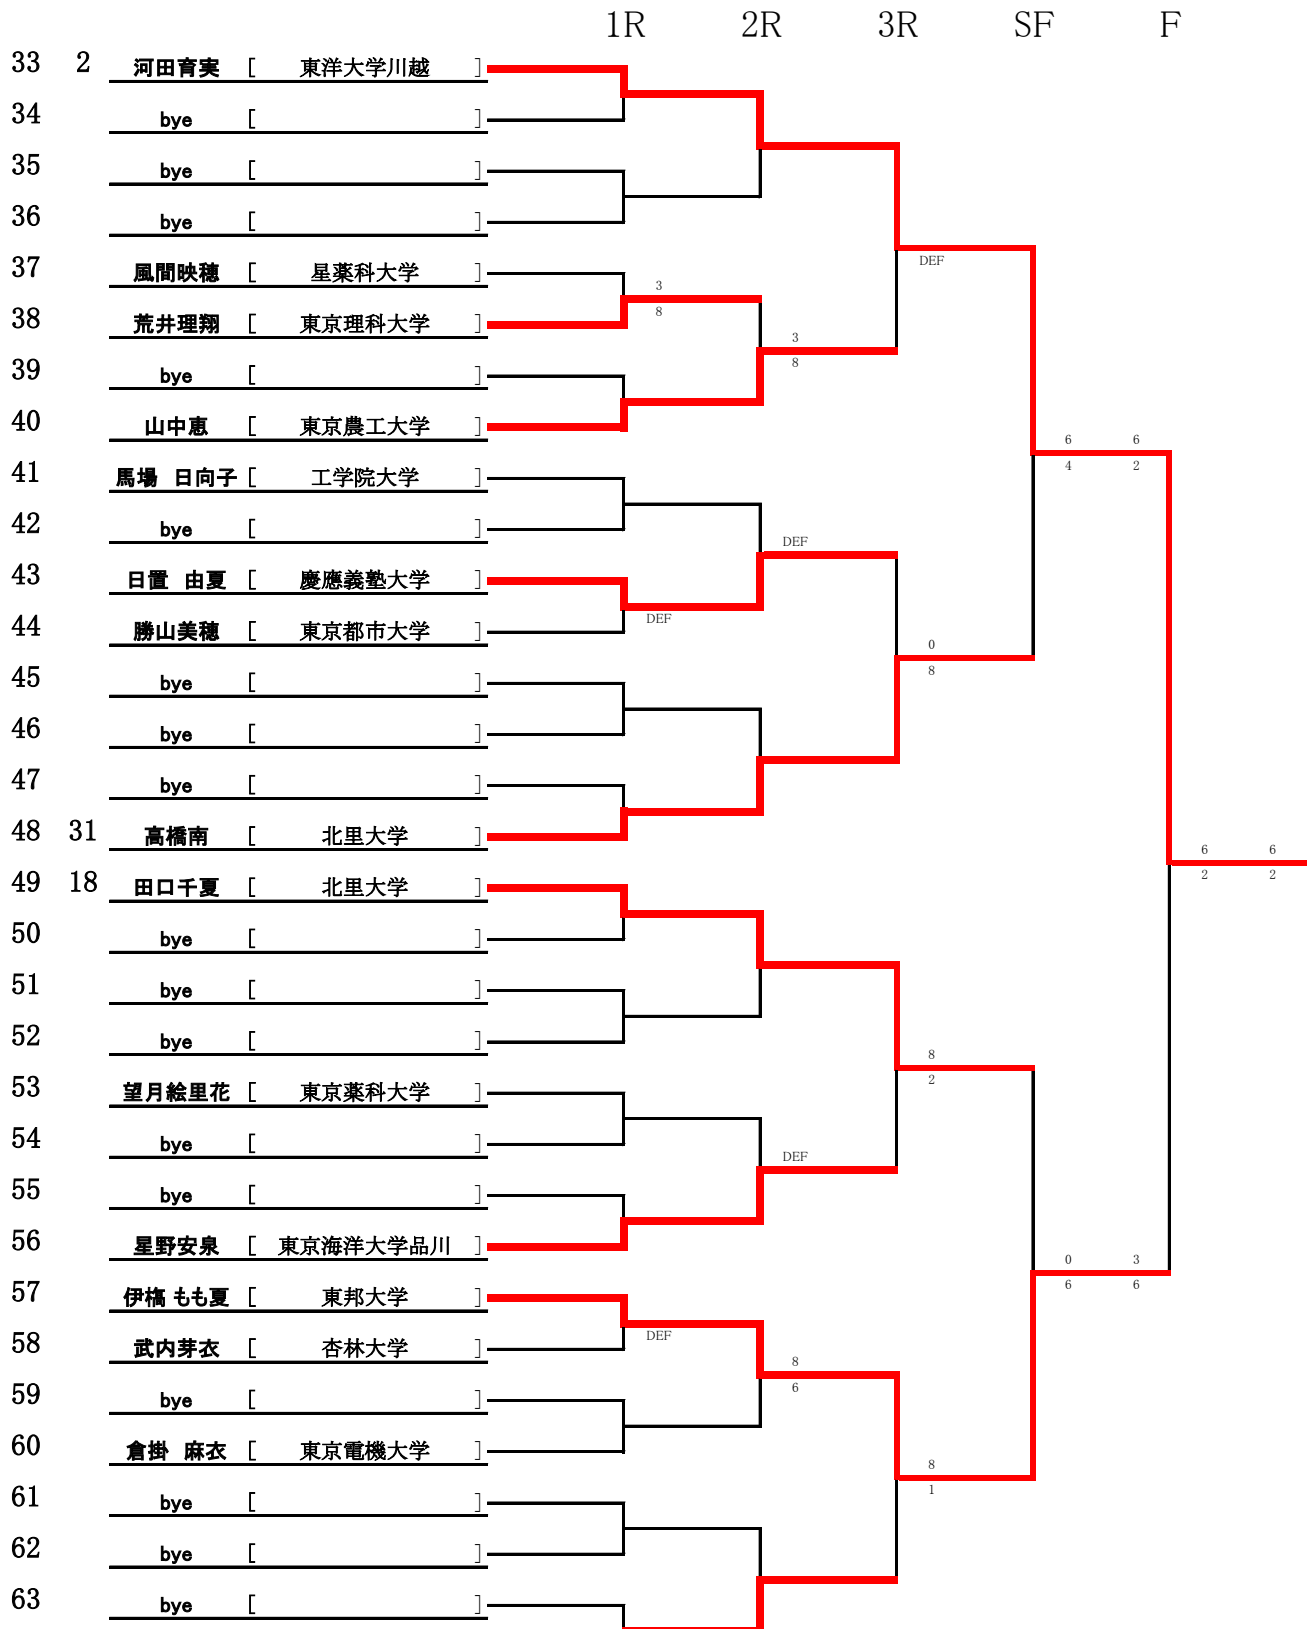 1R 2R 3R SF F
33 2 河田育実 [ 東洋大学川越 ]
34 bye [ ]
35 bye [ ]
36 bye [ ]
DEF
37 風間映穂 [ 星薬科大学 ]
3
8
38 荒井理翔 [ 東京理科大学 ]
3
8
39 bye [ ]
40 山中恵 [ 東京農工大学 ]
6 6
4 2
41 馬場 日向子 [ 工学院大学 ]
42 bye [ ]
DEF
43 日置 由夏 [ 慶應義塾大学 ]
DEF
44 勝山美穂 [ 東京都市大学 ]
0
8
45 bye [ ]
46 bye [ ]
47 bye [ ]
48 31 高橋南 [ 北里大学 ]
6 6
2 2
49 18 田口千夏 [ 北里大学 ]
50 bye [ ]
51 bye [ ]
52 bye [ ]
8
2
53 望月絵里花 [ 東京薬科大学 ]
54 bye [ ]
DEF
55 bye [ ]
56 星野安泉 [ 東京海洋大学品川 ]
0 3
6 6
57 伊槗 もも夏 [ 東邦大学 ]
DEF
58 武内芽衣 [ 杏林大学 ]
8
6
59 bye [ ]
60 倉掛 麻衣 [ 東京電機大学 ]
8
1
61 bye [ ]
62 bye [ ]
63 bye [ ]